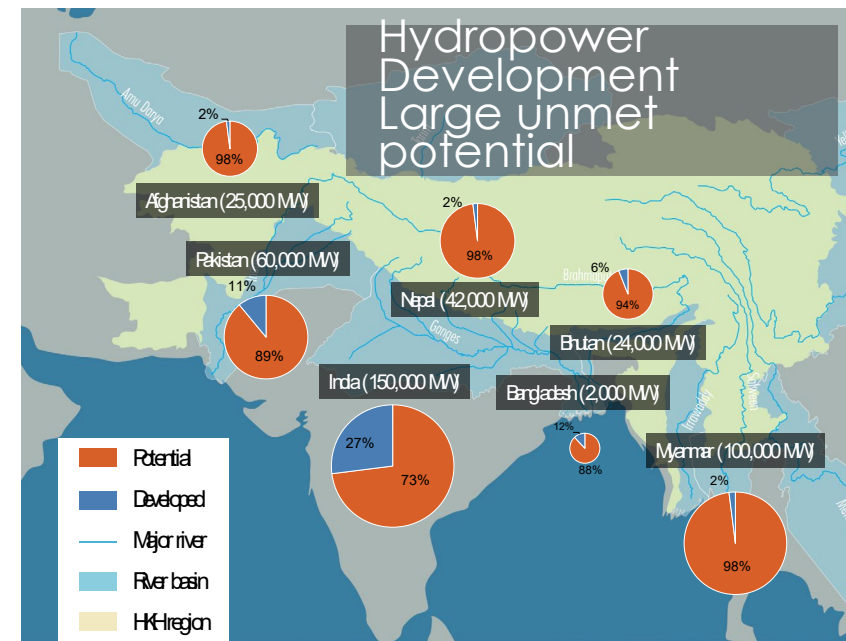 Hydropower
Development
Large unmet
potential
Amu Darya
2%
98%
Afghanistan (25,000 MW)
Pakistan (60,000 MW)
11%
89%
2%
98%
Nepal (42,000 MW)
6%
94%
Bhutan (24,000 MW)
Ganges
India (150,000 MW)
27%
73%
Bangladesh (2,000 MW)
12%
88%
Irrawaddy
Salween
Myanmar (100,000 MW)
2%
98%
Potential
Developed
Major river
River basin
HKH region